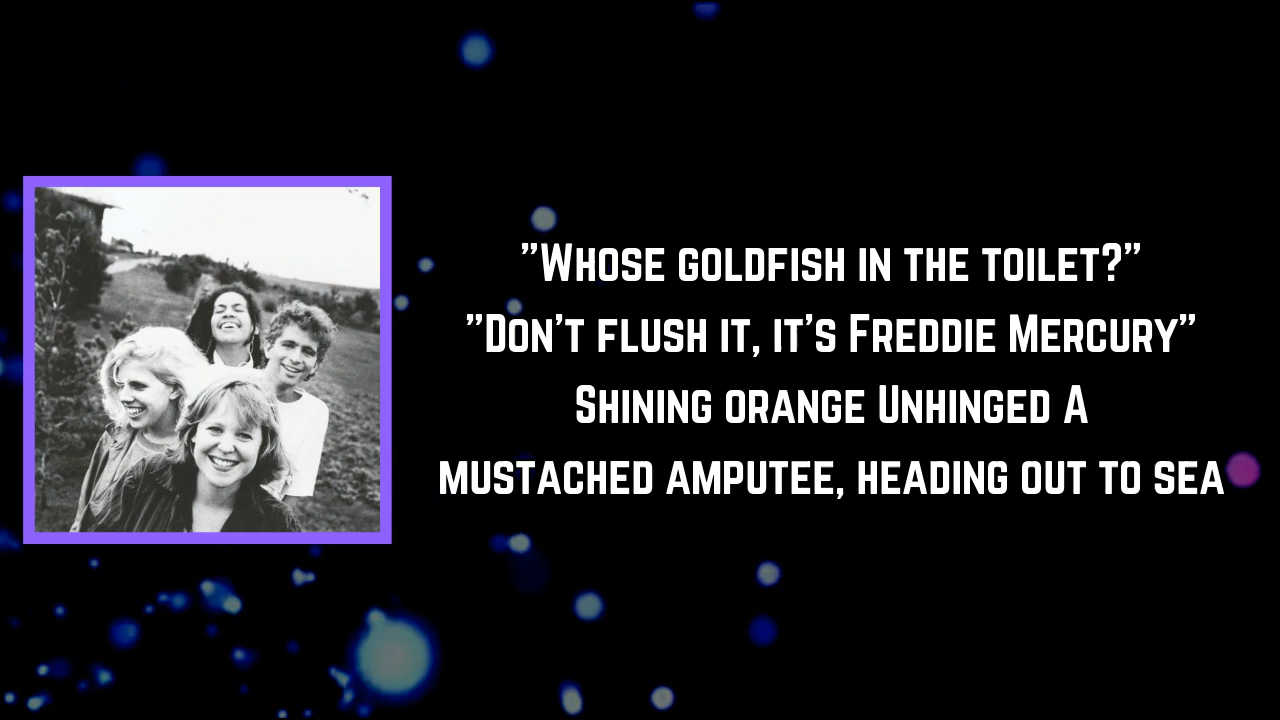 "Whose goldfish in the toilet?"
"Don't flush it, it's Freddie Mercury"
Shining orange Unhinged A
mustached amputee, heading out to sea